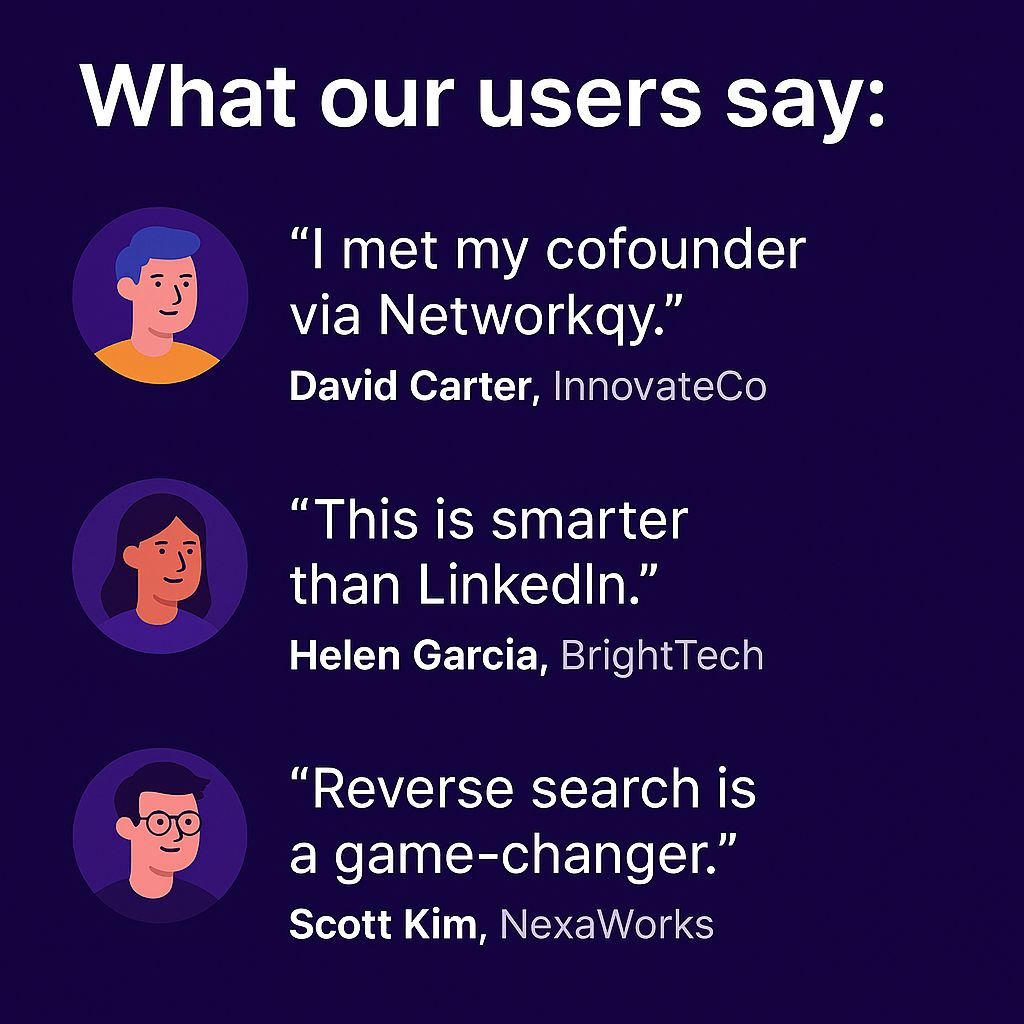 What our users say:
“I met my cofounder
via Networkqy.”
David Carter, InnovateCo
“This is smarter
than LinkedIn.”
Helen Garcia, BrightTech
“Reverse search is
a game-changer.”
Scott Kim, NexaWorks